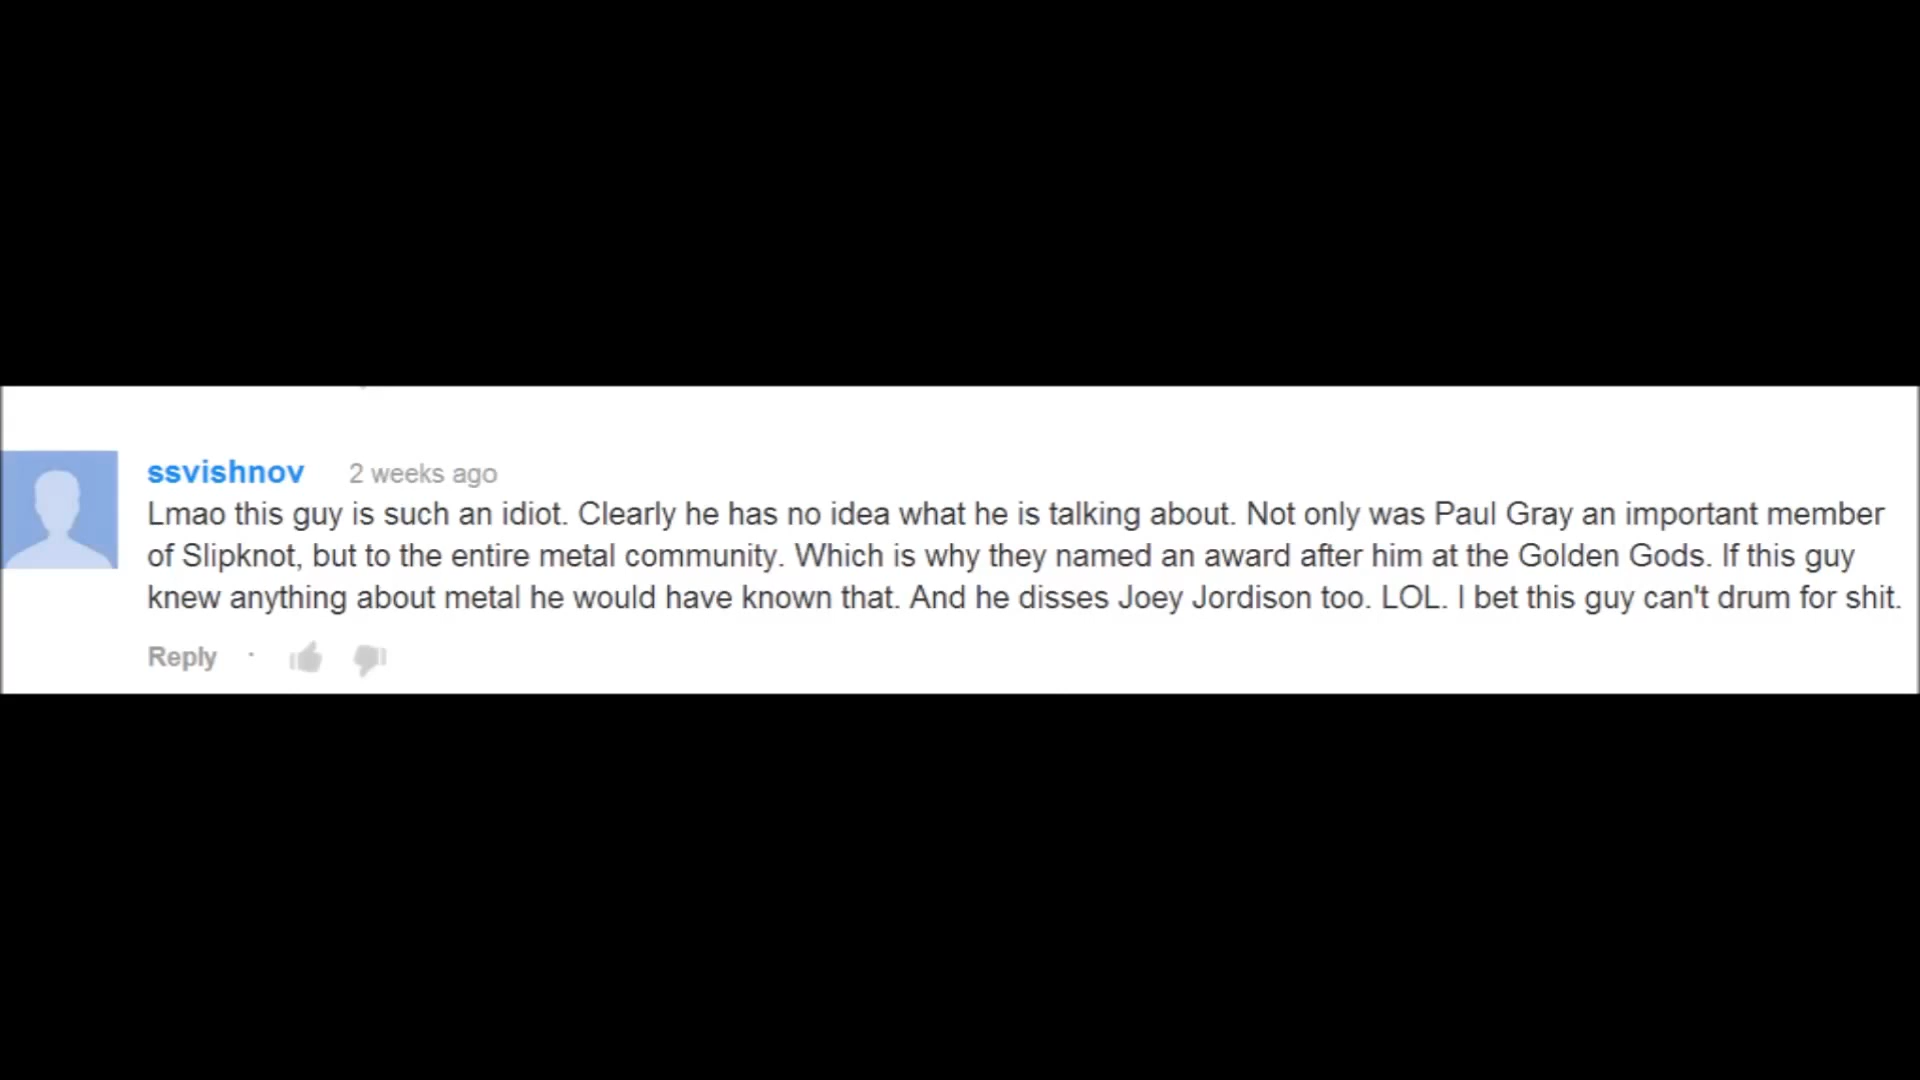 ssvishnov 2 weeks ago
Lmao this guy is such an idiot. Clearly he has no idea what he is talking about. Not only was Paul Gray an important member
of Slipknot, but to the entire metal community. Which is why they named an award after him at the Golden Gods. If this guy
knew anything about metal he would have known that. And he disses Joey Jordison too. LOL. I bet this guy can't drum for shit.
Reply ·